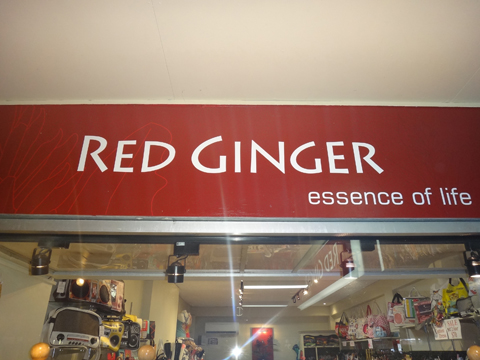 RED GINGER
essence of life